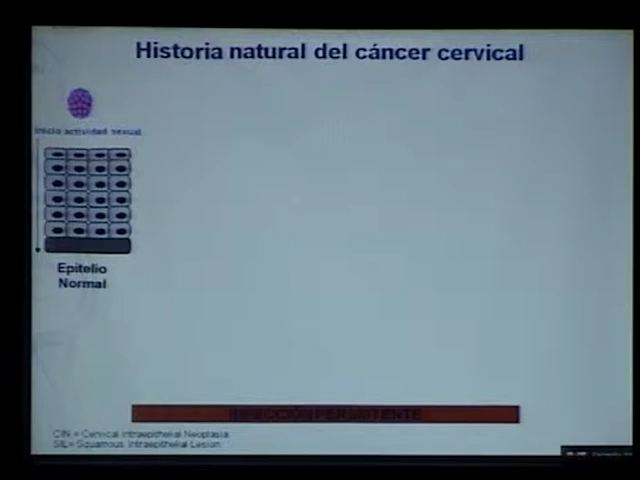 Historia natural del cáncer cervical
Inicio actividad sexual
Epitelio
Normal
INFECCIÓN PERSISTENTE
CIN = Cervical Intraepithelial Neoplasia
SIL= Squamous Intraepithelial Lesion